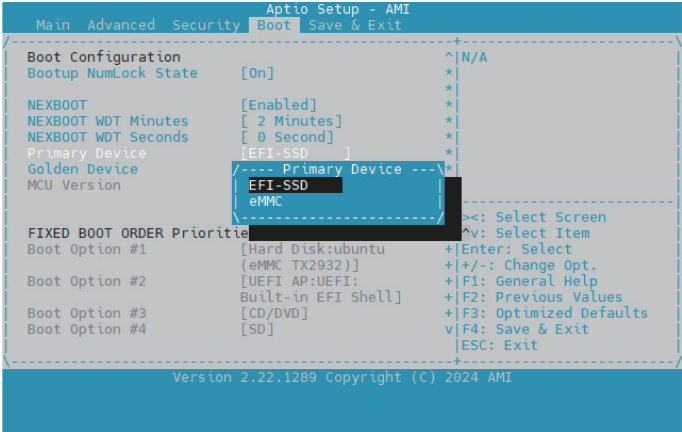 Aptio Setup - AMI
Main Advanced Security Boot Save & Exit
/---------------------------------------------------------+---------------------------\
| Boot Configuration ^|N/A
| Bootup NumLock State [On] *|
| *|
| NEXBOOT [Enabled] *|
| NEXBOOT WDT Minutes [ 2 Minutes] *|
| NEXBOOT WDT Seconds [ 0 Second] *|
| Primary Device [EFI-SSD ] *|
| Golden Device /---- Primary Device ---\*|
| MCU Version | EFI-SSD |
| eMMC |
\-----------------------/
><: Select Screen
| FIXED BOOT ORDER Prioritie ^v: Select Item
| Boot Option #1 [Hard Disk:ubuntu +|Enter: Select
| (eMMC TX2932)] +|+/-: Change Opt.
| Boot Option #2 [UEFI AP:UEFI: +|F1: General Help
| Built-in EFI Shell] +|F2: Previous Values
| Boot Option #3 [CD/DVD] +|F3: Optimized Defaults
| Boot Option #4 [SD] v|F4: Save & Exit
|ESC: Exit
\---------------------------------------------------------+---------------------------/
Version 2.22.1289 Copyright (C) 2024 AMI